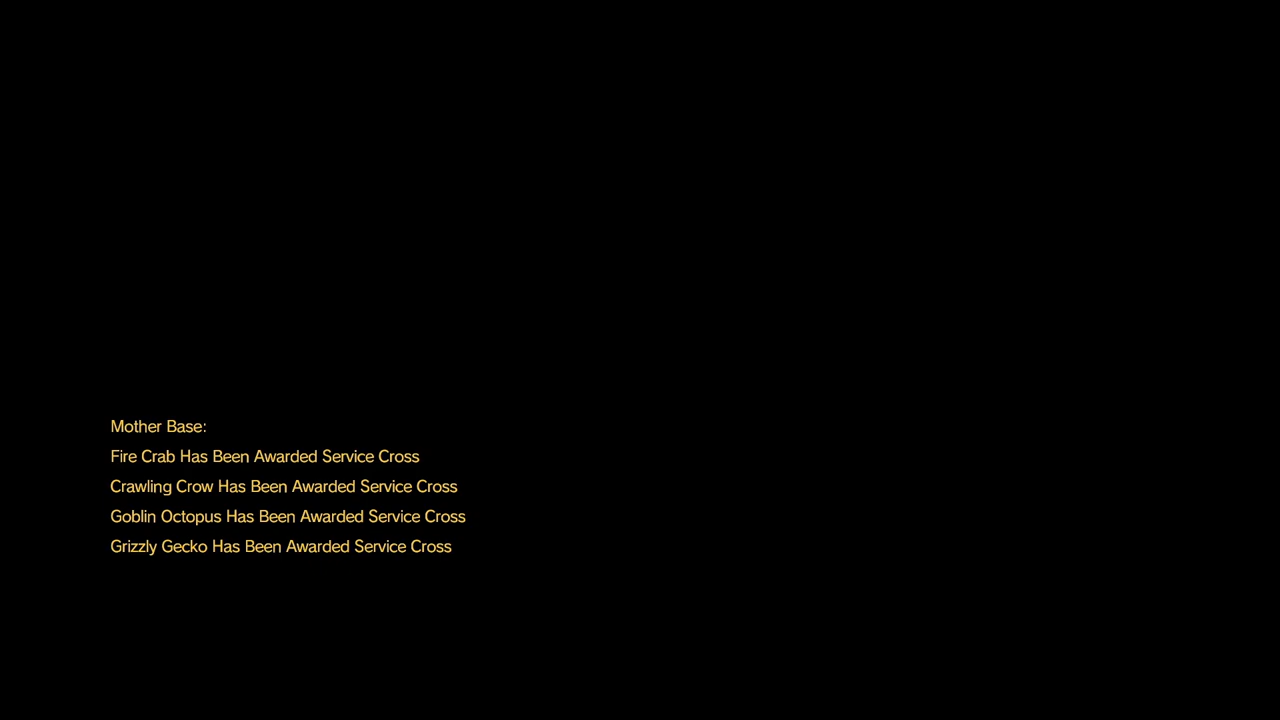 Mother Base:
Fire Crab Has Been Awarded Service Cross
Crawling Crow Has Been Awarded Service Cross
Goblin Octopus Has Been Awarded Service Cross
Grizzly Gecko Has Been Awarded Service Cross